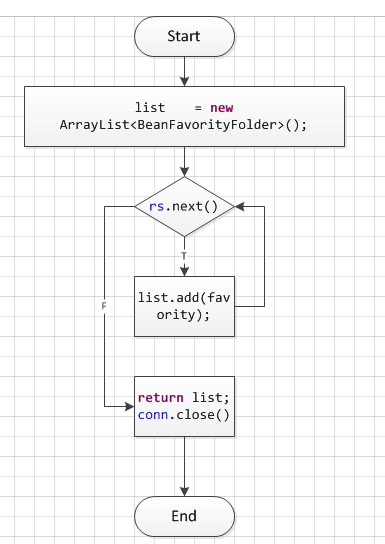 Start
list    = new
ArrayList<BeanFavorityFolder>();
rs.next()
T
F
list.add(fav
ority);
return list;
conn.close()
End